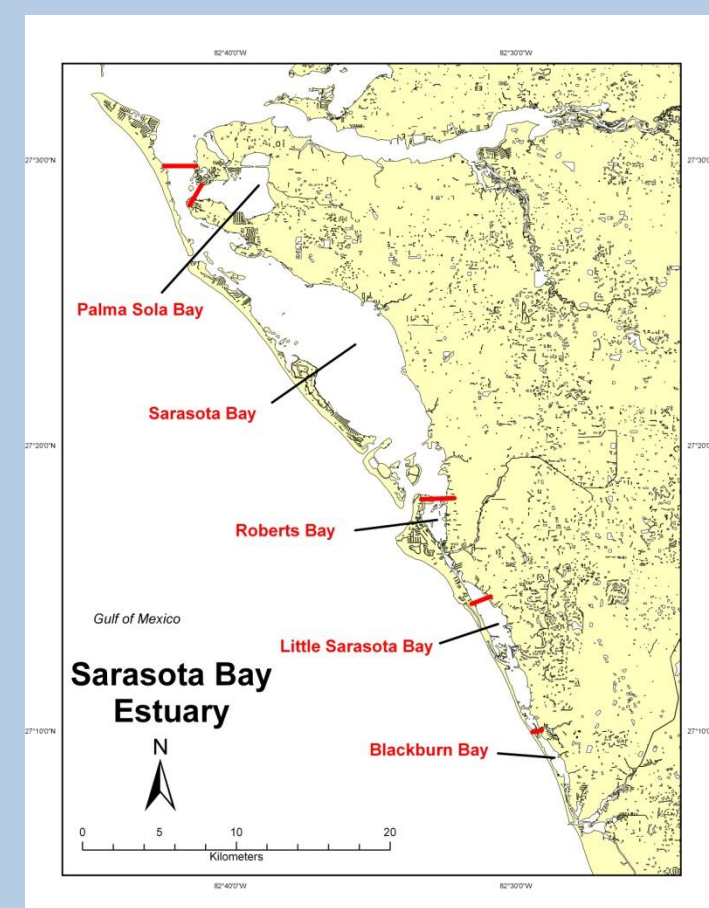 82°40'0"W 82°30'0"W
27°30'0"N 27°30'0"N
Palma Sola Bay
Sarasota Bay
27°20'0"N 27°20'0"N
Roberts Bay
Gulf of Mexico
Little Sarasota Bay
Sarasota Bay
Estuary
27°10'0"N 27°10'0"N
Blackburn Bay
N
0 5 10 20
Kilometers
82°40'0"W 82°30'0"W